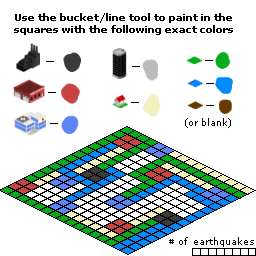 Use the bucket/line tool to paint in the
squares with the following exact colors
(or blank)
# of earthquakes